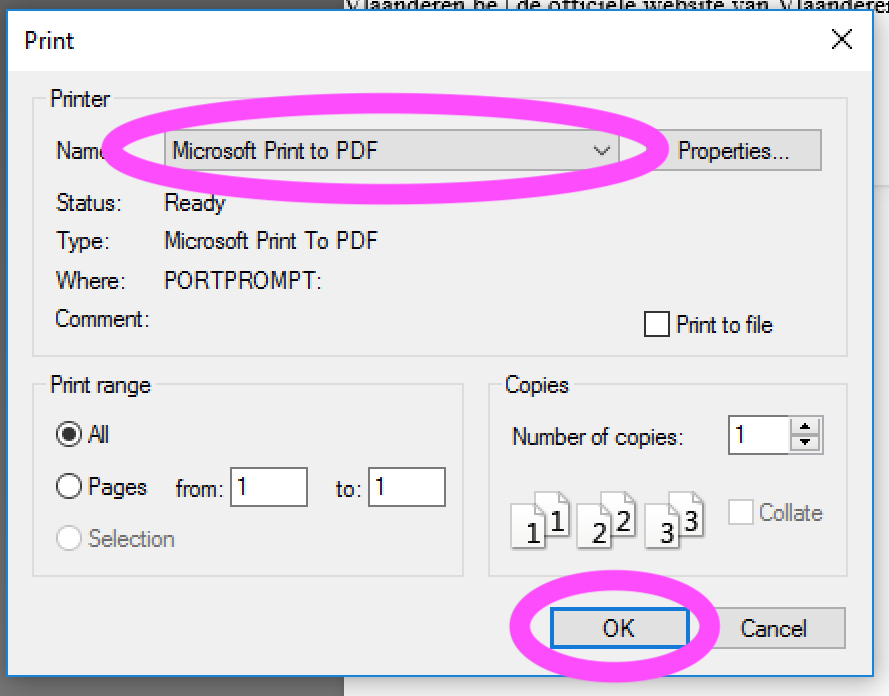 Vlaanderen.be | de officiële website van Vlaanderen
Print
Printer
Name
Microsoft Print to PDF
Properties...
Status: Ready
Type: Microsoft Print To PDF
Where: PORTPROMPT:
Comment:
Print to file
Print range
All
Pages from: 1 to: 1
Selection
Copies
Number of copies: 1
1 1 2 2 3 3
Collate
OK
Cancel